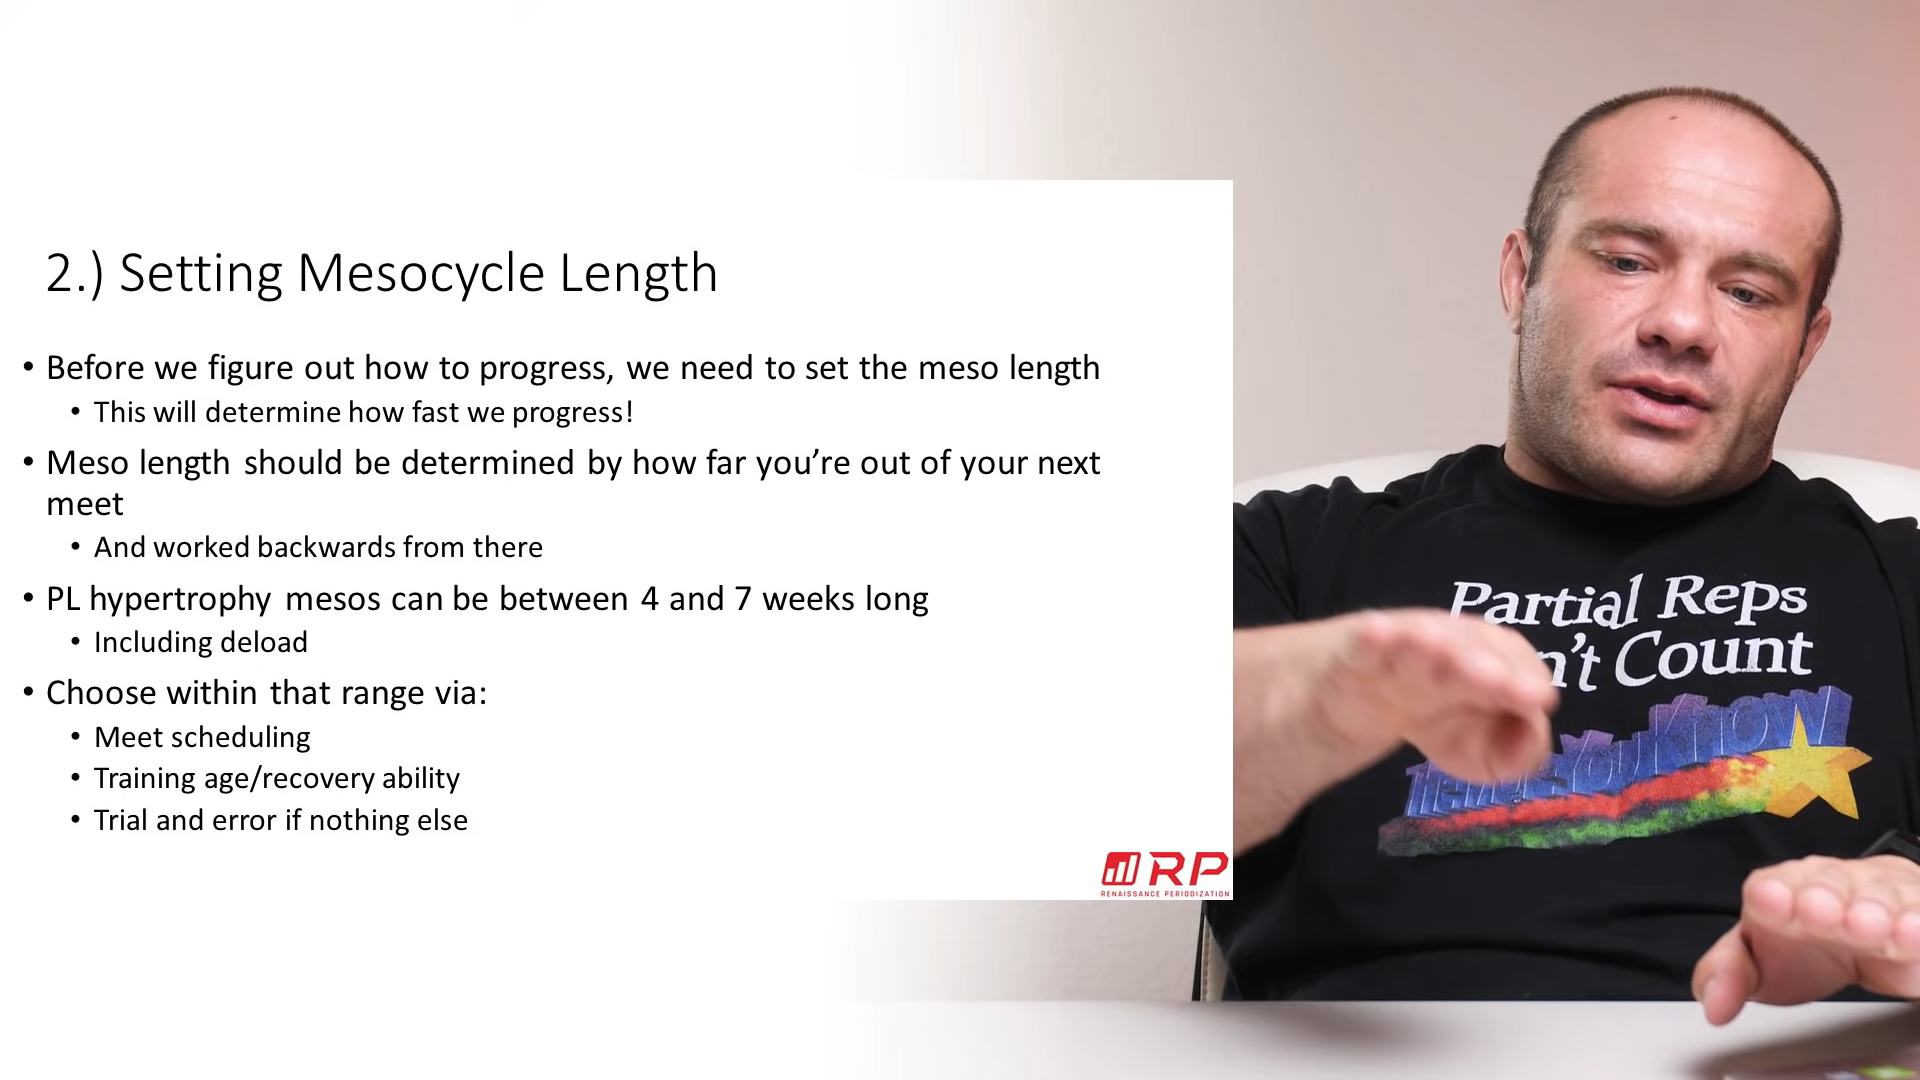 2.) Setting Mesocycle Length
• Before we figure out how to progress, we need to set the meso length
• This will determine how fast we progress!
• Meso length should be determined by how far you’re out of your next
meet
• And worked backwards from there
• PL hypertrophy mesos can be between 4 and 7 weeks long
• Including deload
• Choose within that range via:
• Meet scheduling
• Training age/recovery ability
• Trial and error if nothing else
RP
RENAISSANCE PERIODIZATION
Partial Reps
n't Count
You Know